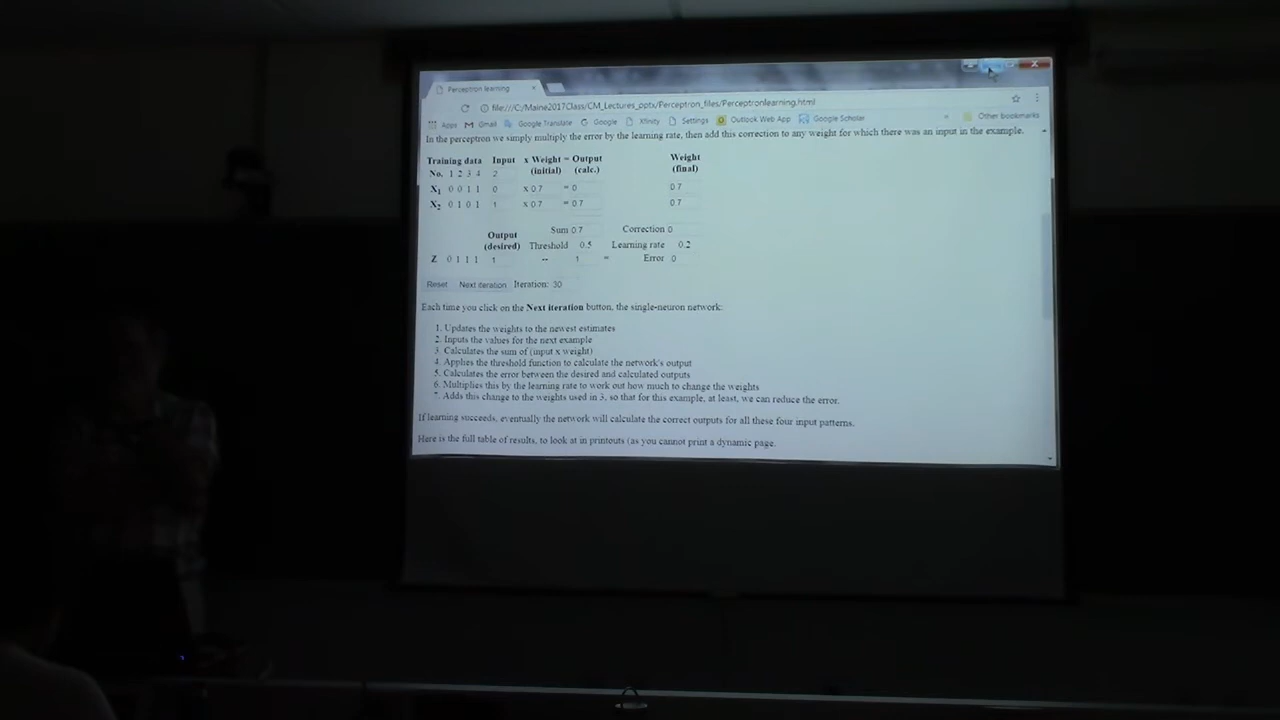 Perceptron learning
file:///C:/Maine2017Class/CM_Lectures_pptx/Perceptron_files/Perceptronlearning.html
Apps Gmail Google Translate Google Xfinity Settings Outlook Web App Google Scholar » Other bookmarks
In the perceptron we simply multiply the error by the learning rate, then add this correction to any weight for which there was an input in the example.
Training data Input x Weight = Output Weight
(initial) (calc.) (final)
No. 1 2 3 4 2
X1 0 0 1 1 0 x 0.7 = 0 0.7
X2 0 1 0 1 1 x 0.7 = 0.7 0.7
Sum 0.7 Correction 0
Output
(desired) Threshold 0.5 Learning rate 0.2
Z 0 1 1 1 1 -- 1 = Error 0
Reset Next iteration Iteration: 30
Each time you click on the Next iteration button, the single-neuron network:
1. Updates the weights to the newest estimates
2. Inputs the values for the next example
3. Calculates the sum of (input x weight)
4. Applies the threshold function to calculate the network's output
5. Calculates the error between the desired and calculated outputs
6. Multiplies this by the learning rate to work out how much to change the weights
7. Adds this change to the weights used in 3, so that for this example, at least, we can reduce the error.
If learning succeeds, eventually the network will calculate the correct outputs for all these four input patterns.
Here is the full table of results, to look at in printouts (as you cannot print a dynamic page.